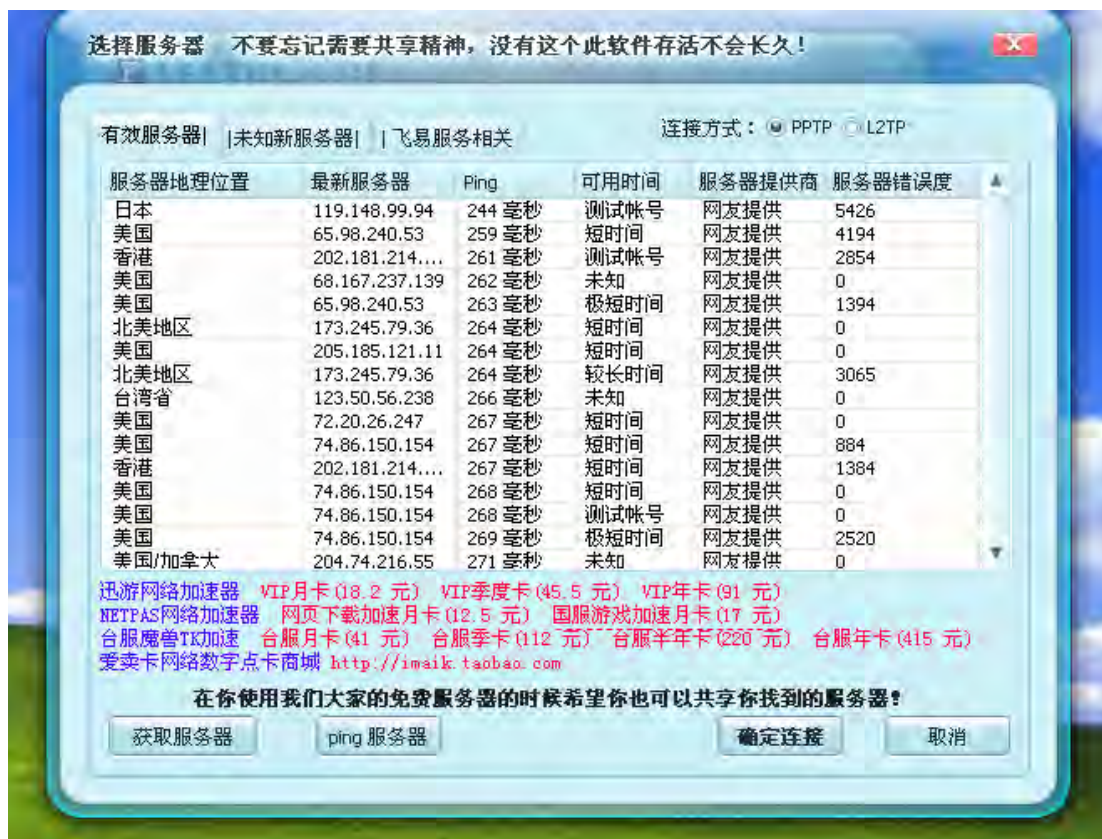 选择服务器 不要忘记需要共享精神，没有这个此软件存活不会长久！
有效服务器| |未知新服务器| |飞易服务相关 连接方式： PPTP L2TP
服务器地理位置 最新服务器 Ping 可用时间 服务器提供商 服务器错误度
日本 119.148.99.94 244 毫秒 测试帐号 网友提供 5426
美国 65.98.240.53 259 毫秒 短时间 网友提供 4194
香港 202.181.214.... 261 毫秒 测试帐号 网友提供 2854
美国 68.167.237.139 262 毫秒 未知 网友提供 0
美国 65.98.240.53 263 毫秒 极短时间 网友提供 1394
北美地区 173.245.79.36 264 毫秒 短时间 网友提供 0
美国 205.185.121.11 264 毫秒 短时间 网友提供 0
北美地区 173.245.79.36 264 毫秒 较长时间 网友提供 3065
台湾省 123.50.56.238 266 毫秒 未知 网友提供 0
美国 72.20.26.247 267 毫秒 短时间 网友提供 0
美国 74.86.150.154 267 毫秒 短时间 网友提供 884
香港 202.181.214.... 267 毫秒 短时间 网友提供 1384
美国 74.86.150.154 268 毫秒 短时间 网友提供 0
美国 74.86.150.154 268 毫秒 测试帐号 网友提供 0
美国 74.86.150.154 269 毫秒 极短时间 网友提供 2520
美国/加拿大 204.74.216.55 271 毫秒 未知 网友提供 0
迅游网络加速器 VIP月卡(18.2 元) VIP季度卡(45.5 元) VIP年卡(91 元)
NETPAS网络加速器 网页下载加速月卡(12.5 元) 国服游戏加速月卡(17 元)
台服魔兽TK加速 台服月卡(41 元) 台服季卡(112 元) 台服半年卡(220 元) 台服年卡(415 元)
爱卖卡网络数字点卡商城 http://imaik.taobao.com
在你使用我们大家的免费服务器的时候希望你也可以共享你找到的服务器！
获取服务器 ping 服务器 确定连接 取消